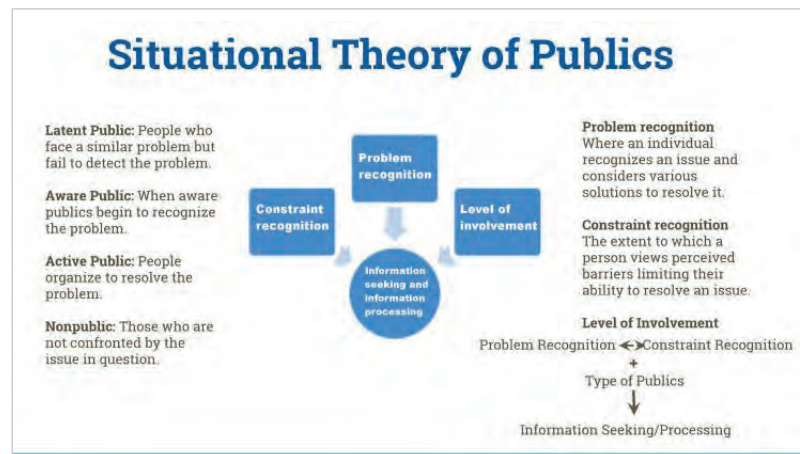 Situational Theory of Publics
Latent Public: People who
face a similar problem but
fail to detect the problem.
Aware Public: When aware
publics begin to recognize
the problem.
Active Public: People
organize to resolve the
problem.
Nonpublic: Those who are
not confronted by the
issue in question.
Problem
recognition
Constraint
recognition
Level of
involvement
Information
seeking and
information
processing
Problem recognition
Where an individual
recognizes an issue and
considers various
solutions to resolve it.
Constraint recognition
The extent to which a
person views perceived
barriers limiting their
ability to resolve an issue.
Level of Involvement
Problem Recognition Constraint Recognition
+
Type of Publics
Information Seeking/Processing